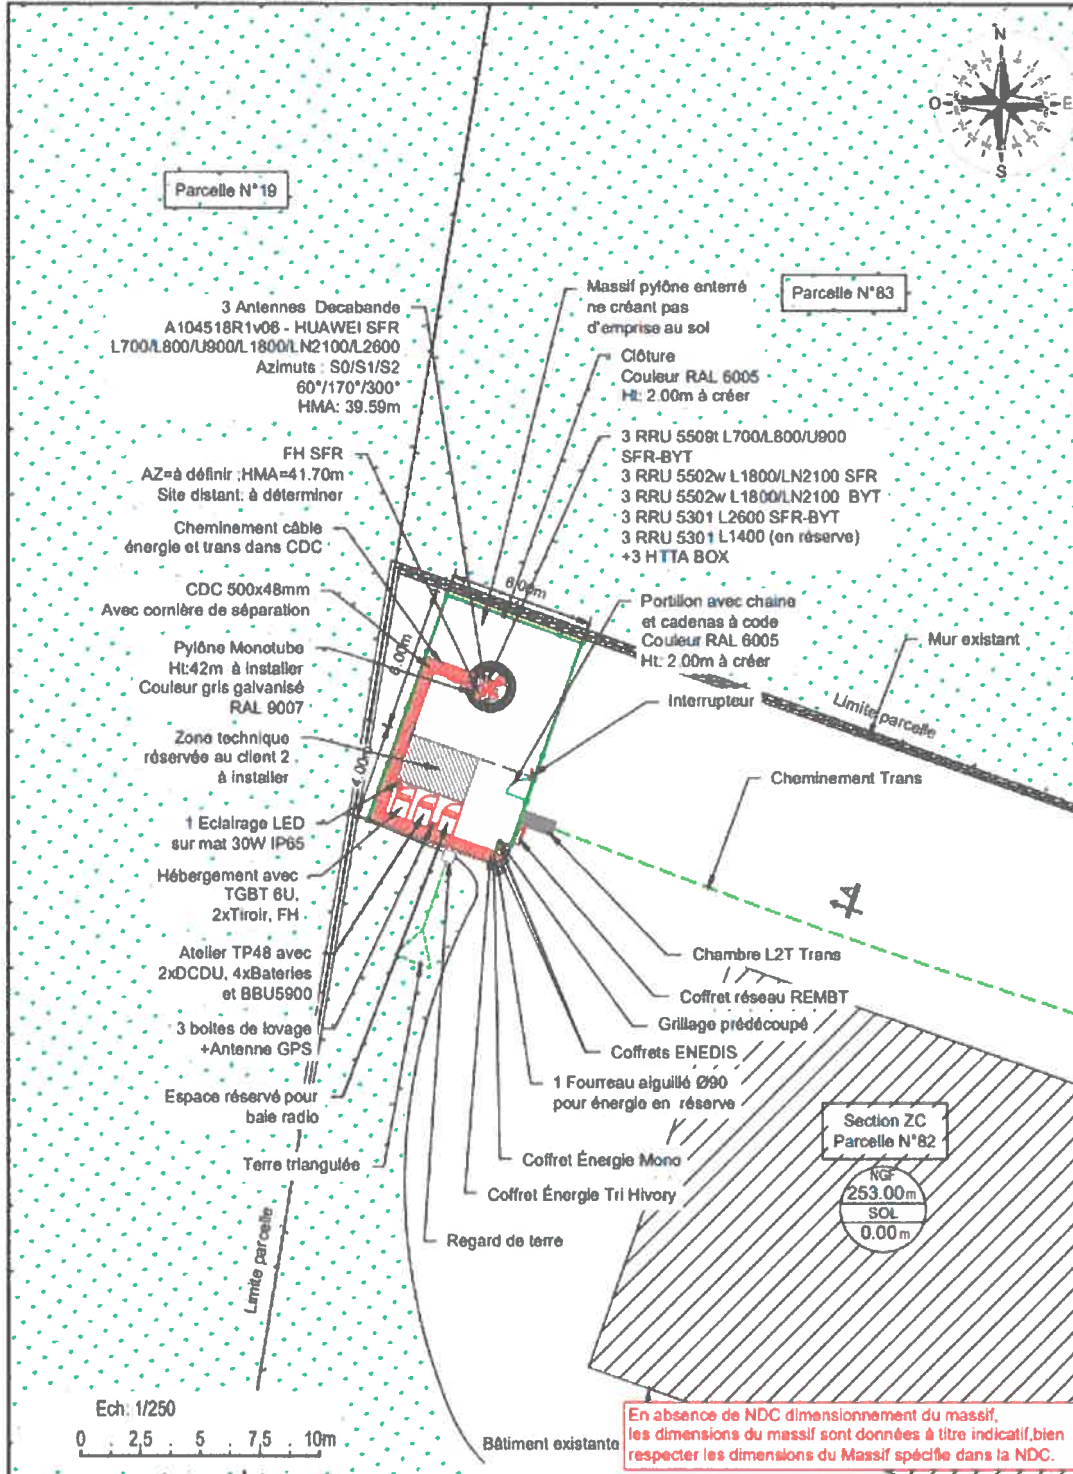 N
O
E
S
Parcelle N°19
Parcelle N°83
3 Antennes Decabande
A104518R1v06 - HUAWEI SFR
L700/L800/U900/L1800/LN2100/L2600
Azimuts : S0/S1/S2
60°/170°/300°
HMA: 39.59m
Massif pylône enterré
ne créant pas
d'emprise au sol
Clôture
Couleur RAL 6005
Ht: 2.00m à créer
3 RRU 5509t L700/L800/U900
SFR-BYT
3 RRU 5502w L1800/LN2100 SFR
3 RRU 5502w L1800/LN2100 BYT
3 RRU 5301 L2600 SFR-BYT
3 RRU 5301 L1400 (en réserve)
+3 HTTA BOX
FH SFR
AZ=à définir ;HMA=41.70m
Site distant: à déterminer
Cheminement câble
énergie et trans dans CDC
CDC 500x48mm
Avec cornière de séparation
Pylône Monotube
Ht:42m à installer
Couleur gris galvanisé
RAL 9007
Zone technique
réservée au client 2
à installer
1 Eclairage LED
sur mat 30W IP65
Hébergement avec
TGBT 6U,
2xTiroir, FH
Atelier TP48 avec
2xDCDU, 4xBateries
et BBU5900
3 boites de lovage
+Antenne GPS
Espace réservé pour
baie radio
Terre triangulée
6.00m
6.00m
4.00m
Portillon avec chaine
et cadenas à code
Couleur RAL 6005
Ht: 2.00m à créer
Mur existant
Interrupteur
Limite parcelle
Cheminement Trans
Chambre L2T Trans
Coffret réseau REMBT
Grillage prédécoupé
Coffrets ENEDIS
1 Fourreau aiguillé Ø90
pour énergie en réserve
Coffret Énergie Mono
Coffret Énergie Tri Hivory
Regard de terre
Section ZC
Parcelle N°82
NGF
253.00m
SOL
0.00m
Limite parcelle
Ech: 1/250
0 2,5 5 7,5 10m
Bâtiment existante
En absence de NDC dimensionnement du massif,
les dimensions du massif sont données à titre indicatif,bien
respecter les dimensions du Massif spécifie dans la NDC.